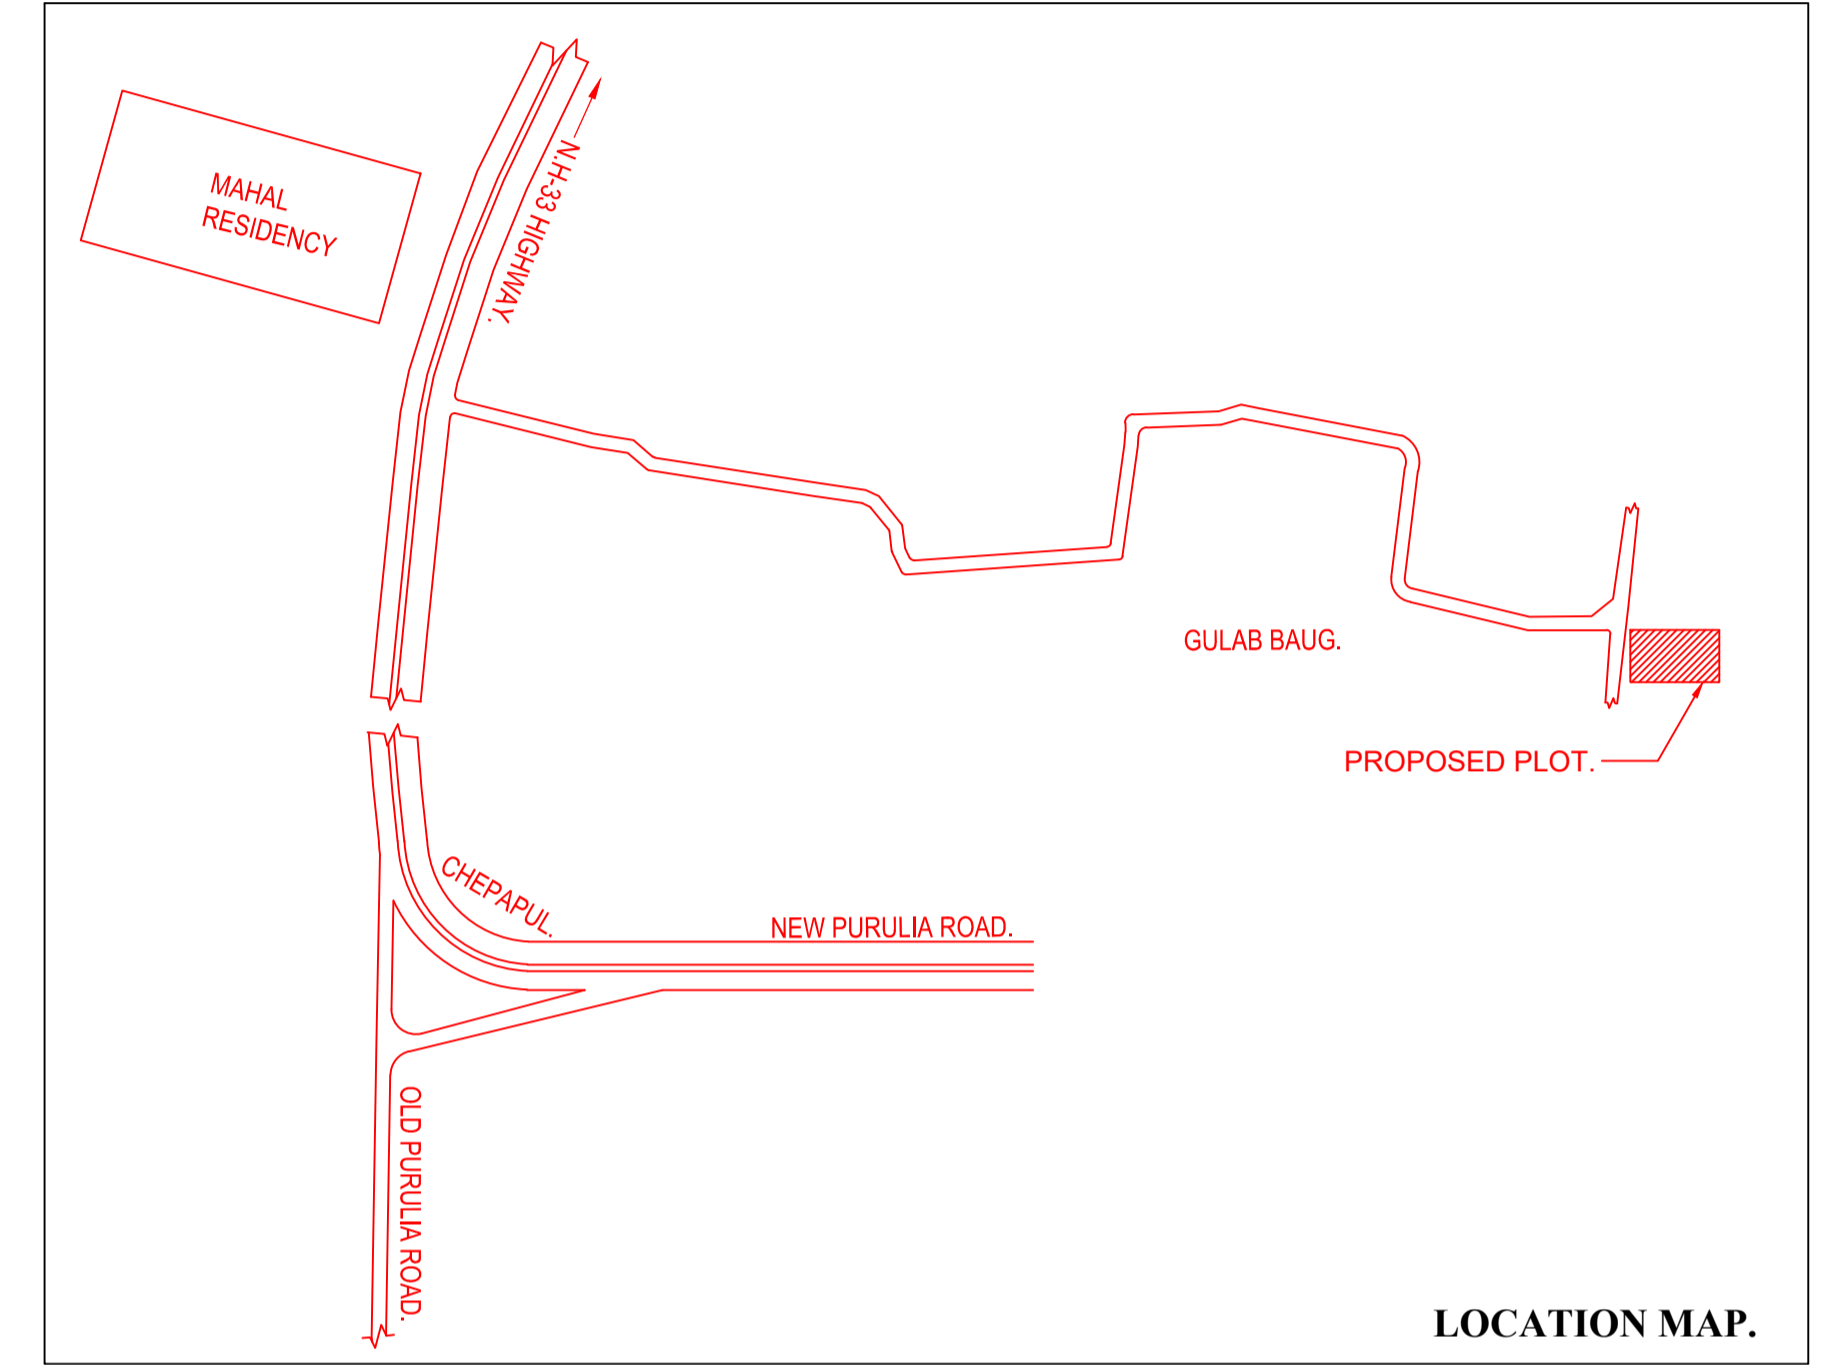 MAHAL
RESIDENCY
N.H-33 HIGHWAY.
GULAB BAUG.
PROPOSED PLOT.
CHEPAPUL.
NEW PURULIA ROAD.
OLD PURULIA ROAD.
LOCATION MAP.